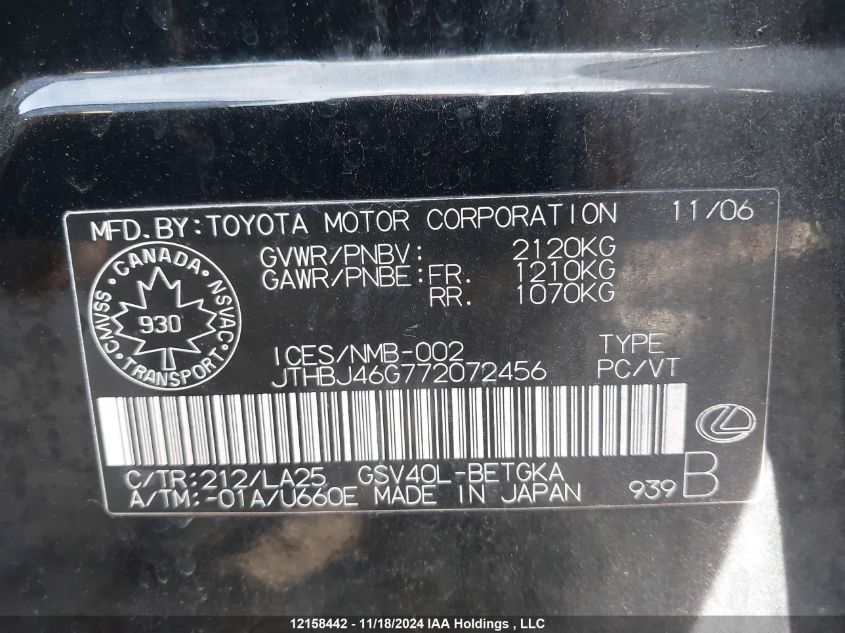 MFD.BY:TOYOTA MOTOR CORPORATION 11/06
GVWR/PNBV: 2120KG
GAWR/PNBE:FR. 1210KG
RR. 1070KG
CANADA
CMVSS 930 NSVAC
TRANSPORT
ICES/NMB-002 TYPE
JTHBJ46G772072456 PC/VT
C/TR:212/LA25 GSV40L-BETGKA
A/TM:-01A/U660E MADE IN JAPAN 939 B
12158442 - 11/18/2024 IAA Holdings , LLC